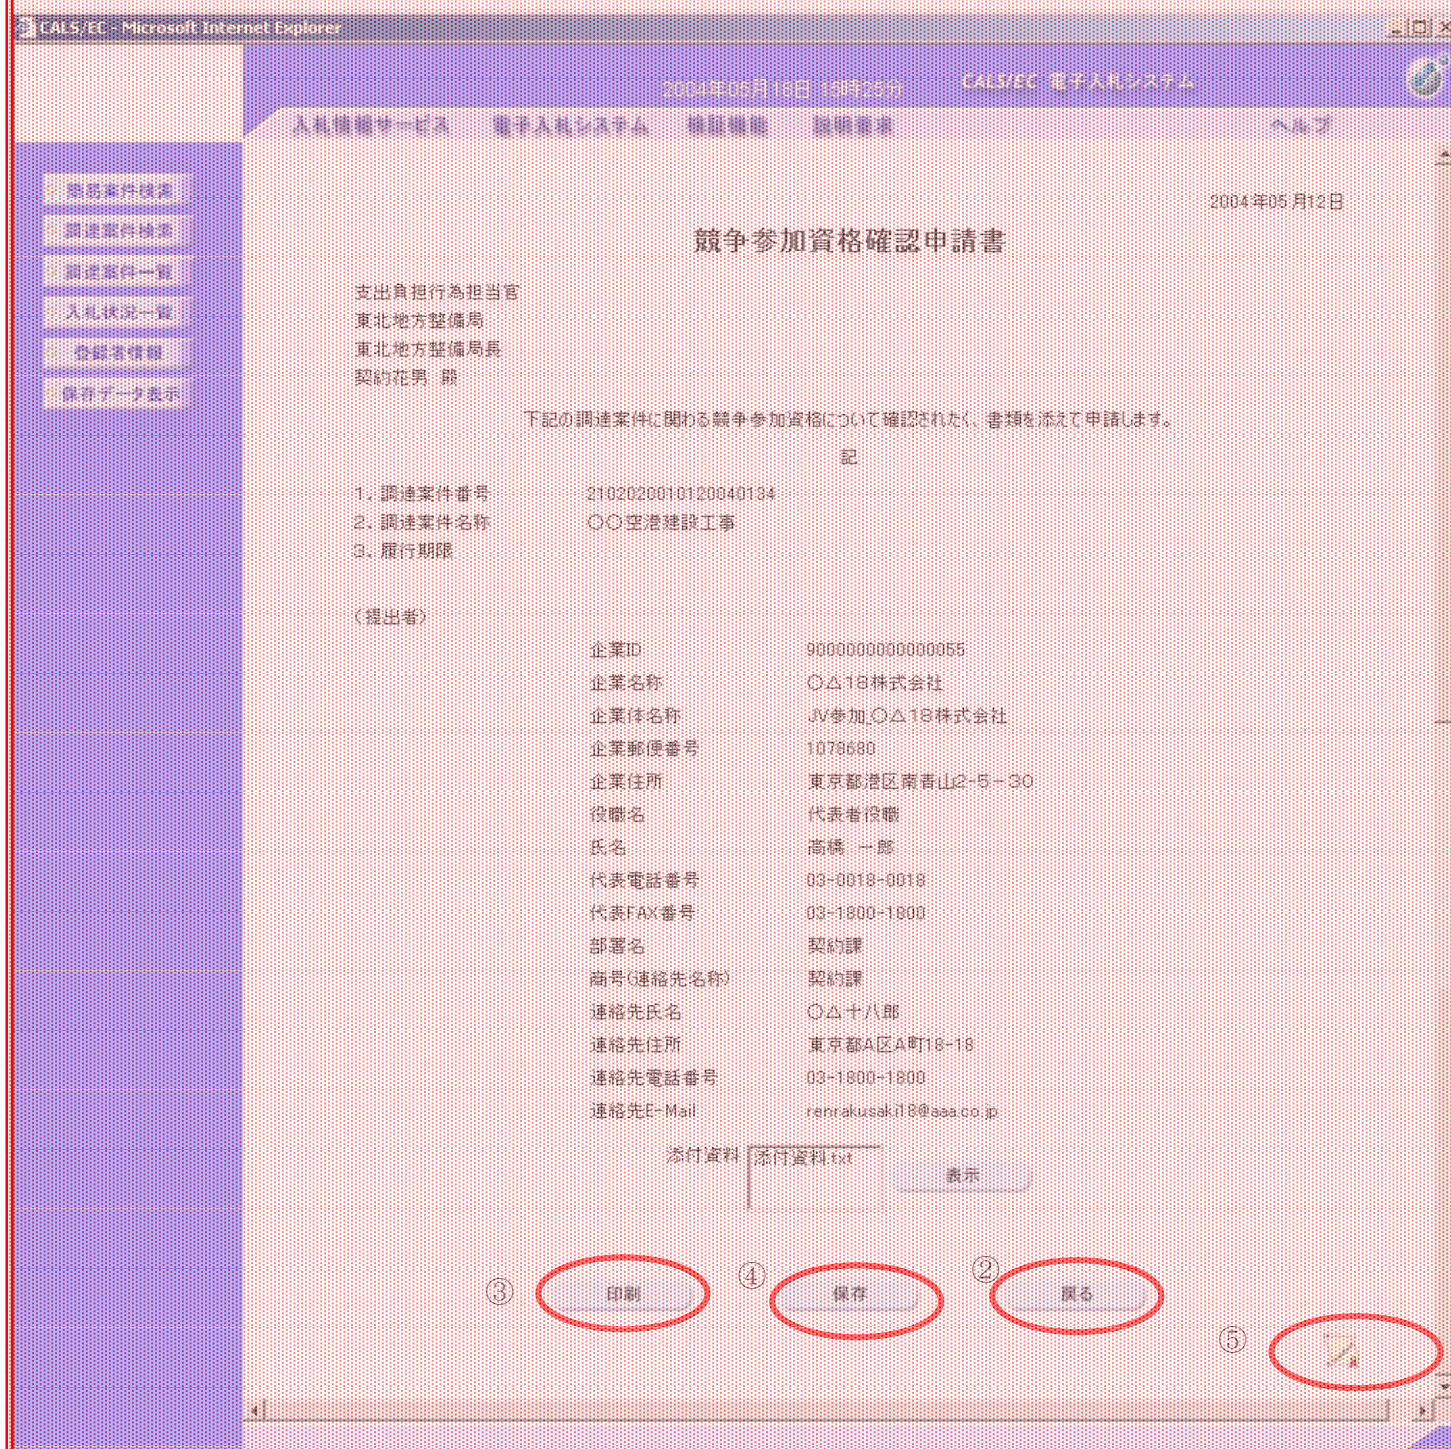 CALS/EC - Microsoft Internet Explorer
2004年05月18日 15時25分
CALS/EC 電子入札システム
入札情報サービス 電子入札システム 検証機能 説明要求 ヘルプ
簡易案件検索
調達案件検索
調達案件一覧
入札状況一覧
登録者情報
保存データ表示
2004年05月12日
競争参加資格確認申請書
支出負担行為担当官
東北地方整備局
東北地方整備局長
契約花男 殿
下記の調達案件に関わる競争参加資格について確認されたく、書類を添えて申請します。
記
1. 調達案件番号 2102020010120040134
2. 調達案件名称 〇〇空港建設工事
3. 履行期限
〈提出者〉
企業ID 9000000000000055
企業名称 〇△18株式会社
企業体名称 JV参加_〇△18株式会社
企業郵便番号 1078680
企業住所 東京都港区南青山2-5-30
役職名 代表者役職
氏名 高橋 一郎
代表電話番号 03-0018-0018
代表FAX番号 03-1800-1800
部署名 契約課
商号(連絡先名称) 契約課
連絡先氏名 〇△十八郎
連絡先住所 東京都A区A町18-18
連絡先電話番号 03-1800-1800
連絡先E-Mail renrakusaki18@aaa.co.jp
添付資料 添付資料.txt 表示
③ 印刷 ④ 保存 ② 戻る
⑤